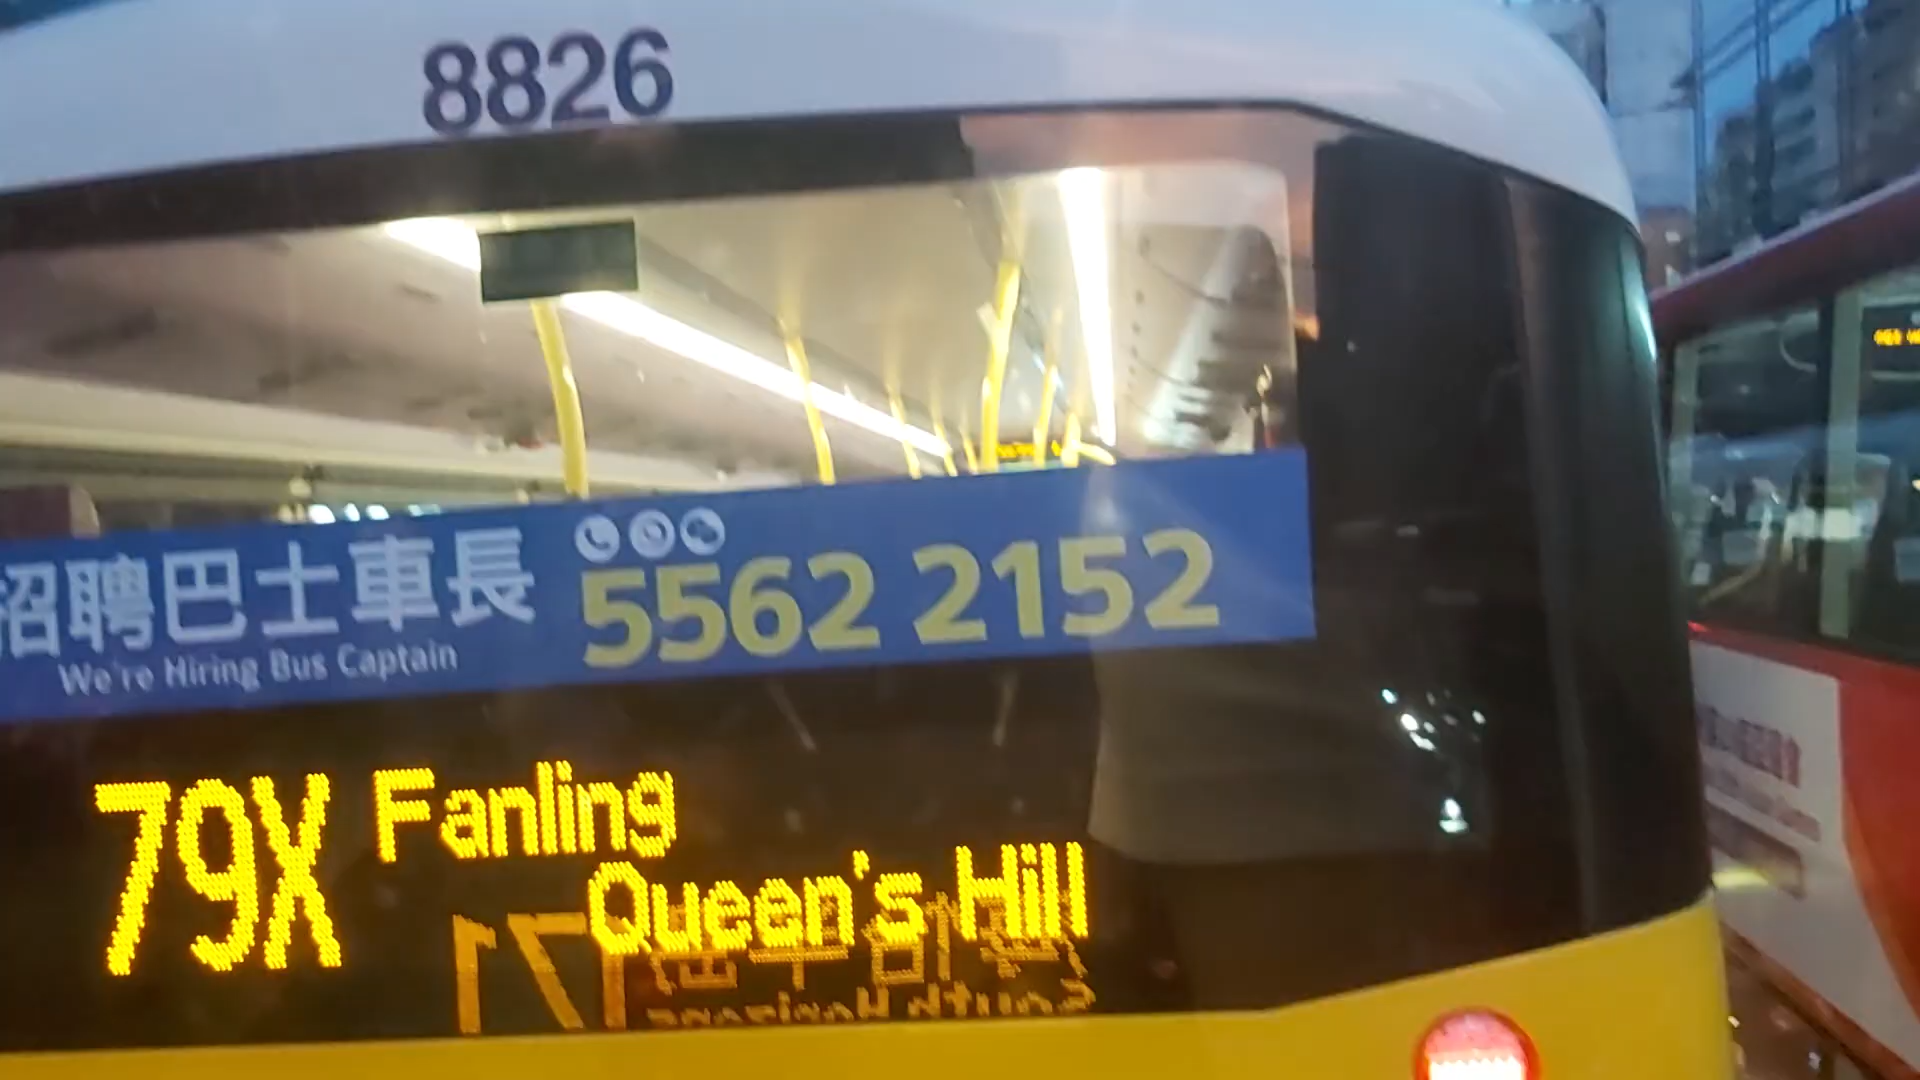 8826
招聘巴士車長
We're Hiring Bus Captain
5562 2152
79X Fanling
Queen's Hill